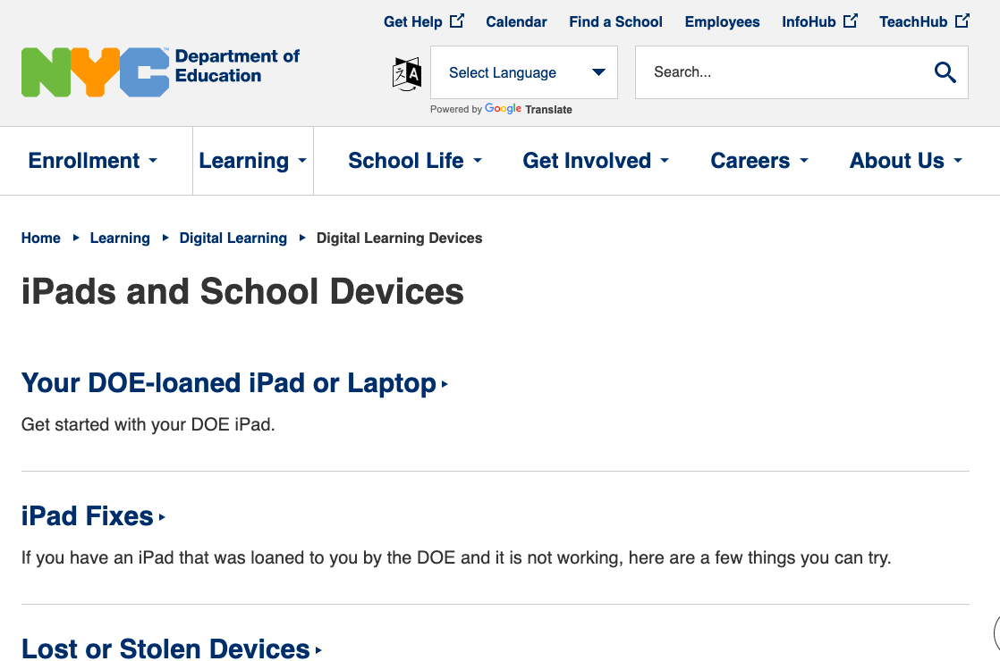 Get Help Calendar Find a School Employees InfoHub TeachHub
NYC Department of
Education
Select Language
Search...
Powered by Google Translate
Enrollment Learning School Life Get Involved Careers About Us
Home Learning Digital Learning Digital Learning Devices
iPads and School Devices
Your DOE-loaned iPad or Laptop
Get started with your DOE iPad.
iPad Fixes
If you have an iPad that was loaned to you by the DOE and it is not working, here are a few things you can try.
Lost or Stolen Devices